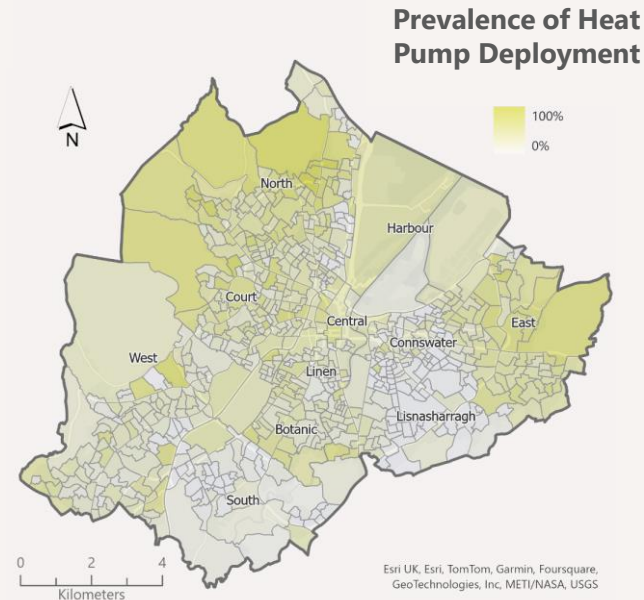 Prevalence of Heat
Pump Deployment
100%
0%
N
North
Harbour
Court
Central
East
Connswater
West
Linen
Lisnasharragh
Botanic
South
0 2 4
Kilometers
Esri UK, Esri, TomTom, Garmin, Foursquare,
GeoTechnologies, Inc, METI/NASA, USGS